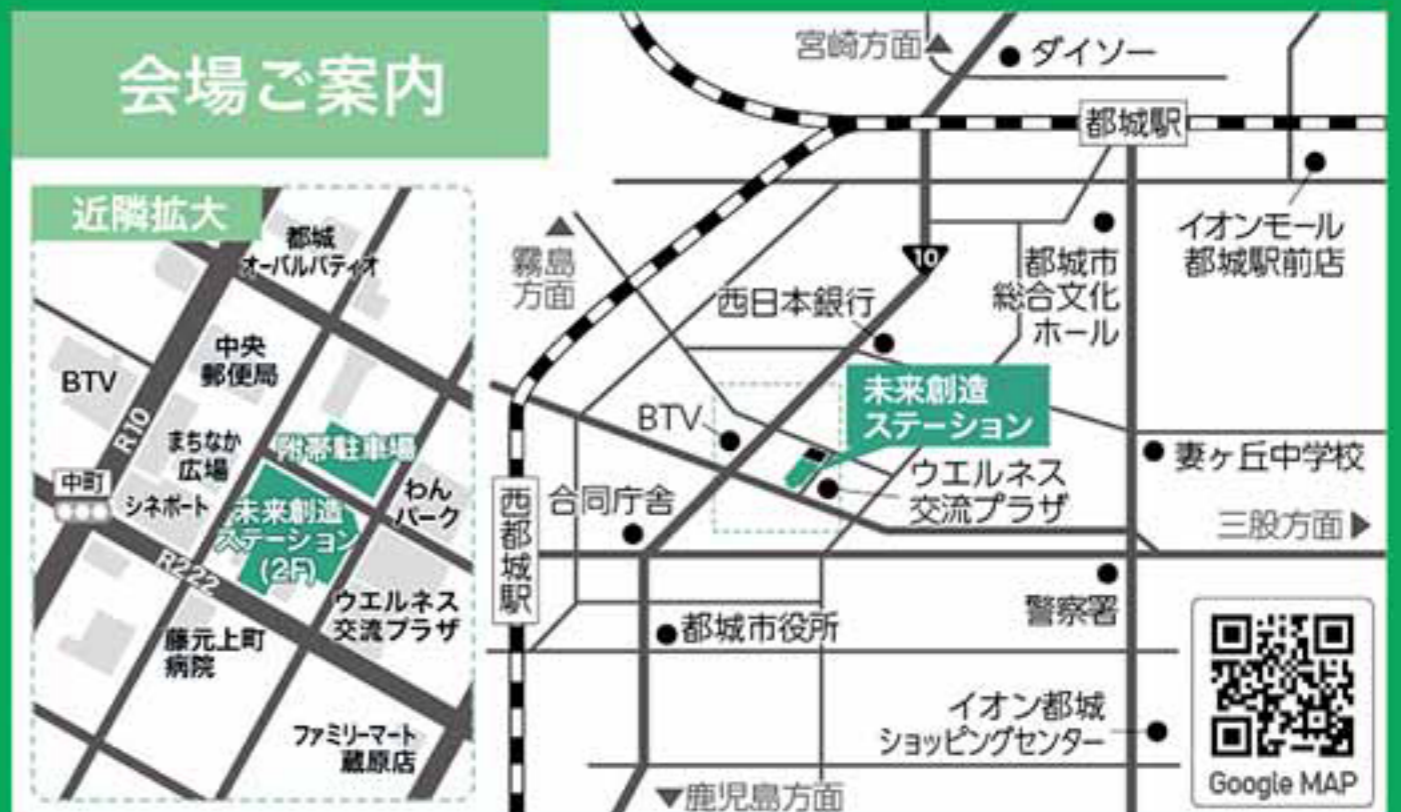 会場ご案内
近隣拡大
都城
オーバルパティオ
中央
郵便局
BTV
R10
まちなか
広場
附帯駐車場
中町
シネポート
わん
パーク
未来創造
ステーション
(2F)
R222
ウエルネス
交流プラザ
藤元上町
病院
ファミリーマート
蔵原店
宮崎方面▲
ダイソー
都城駅
イオンモール
都城駅前店
▲
霧島
方面
10
都城市
総合文化
ホール
西日本銀行
未来創造
ステーション
BTV
ウエルネス
交流プラザ
妻ヶ丘中学校
三股方面▶
西都城駅
合同庁舎
警察署
都城市役所
イオン都城
ショッピングセンター
▼鹿児島方面
Google MAP